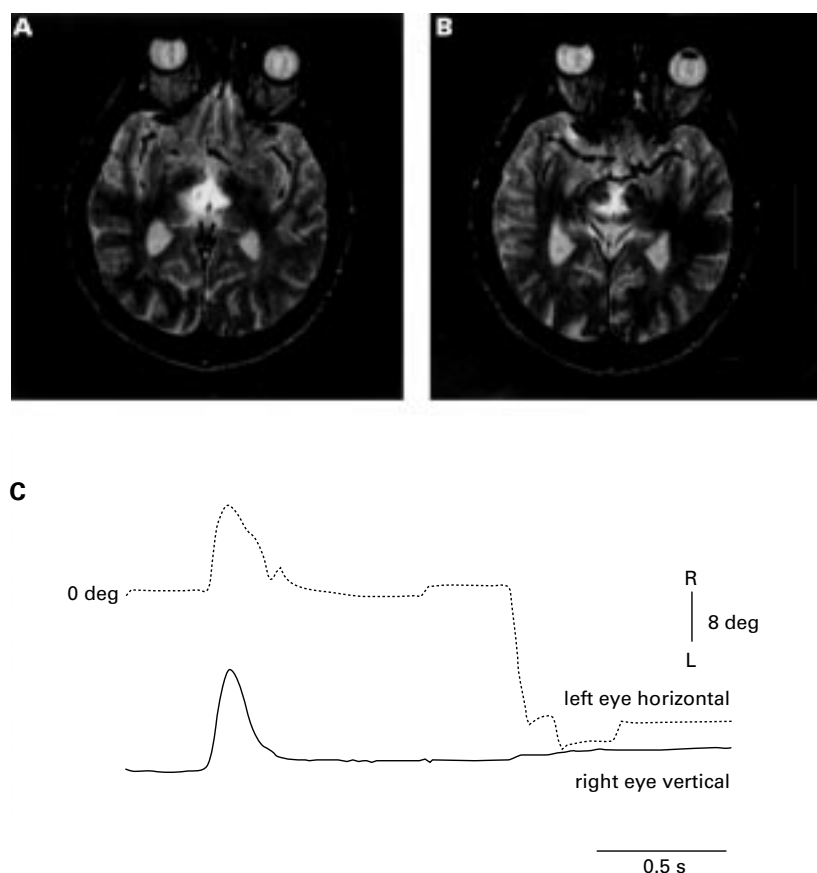 A
B
C
0 deg
R
8 deg
L
left eye horizontal
right eye vertical
0.5 s